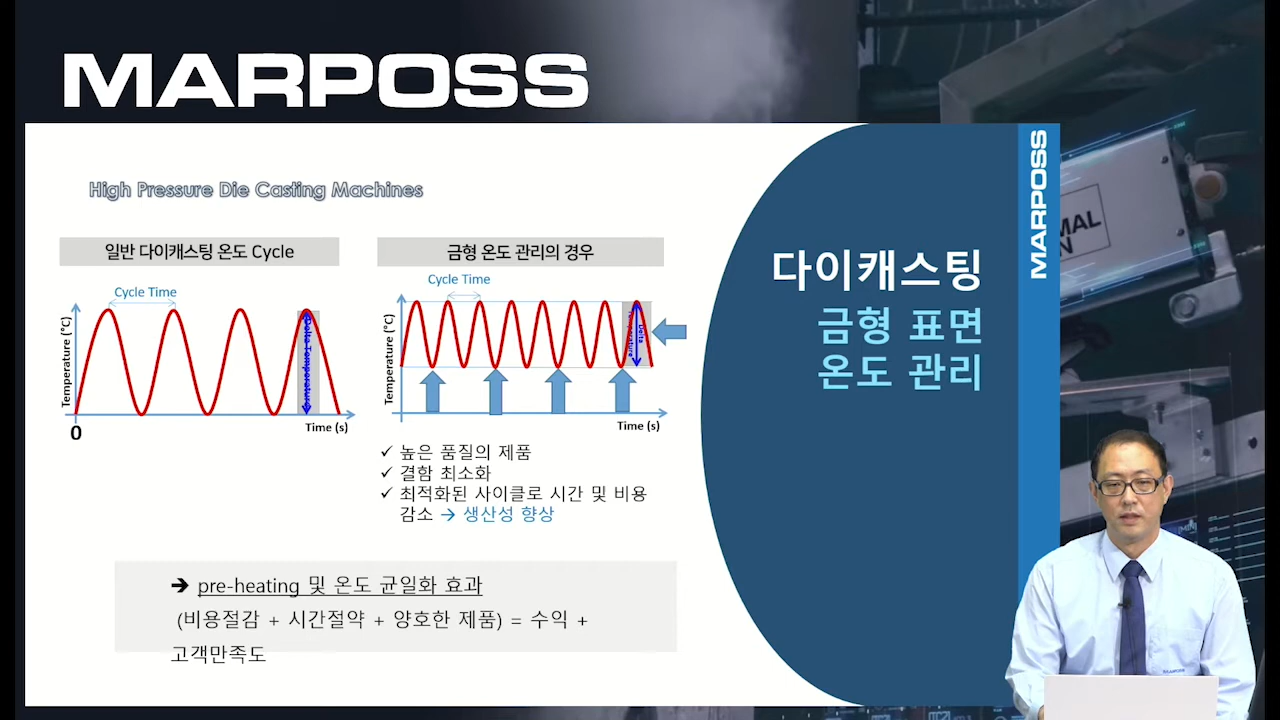 MARPOSS
High Pressure Die Casting Machines
일반 다이캐스팅 온도 Cycle
Cycle Time
Temperature (°C)
Delta Temperature
0
Time (s)
금형 온도 관리의 경우
Cycle Time
Temperature (°C)
Delta
Temperature
Time (s)
✓ 높은 품질의 제품
✓ 결함 최소화
✓ 최적화된 사이클로 시간 및 비용
감소 → 생산성 향상
➔ pre-heating 및 온도 균일화 효과
(비용절감 + 시간절약 + 양호한 제품) = 수익 +
고객만족도
다이캐스팅
금형 표면
온도 관리
MARPOSS